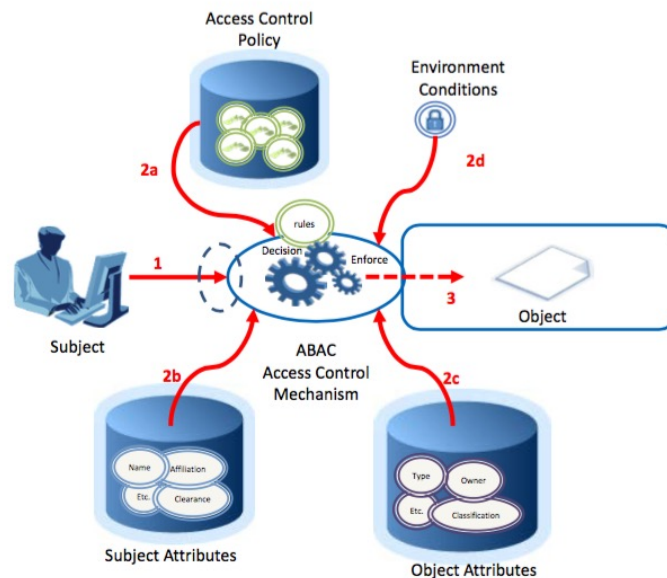 Access Control
Policy
Environment
Conditions
2a
2d
rules
Decision
Enforce
1
3
Subject
Object
ABAC
Access Control
Mechanism
2b
2c
Name
Affiliation
Etc.
Clearance
Type
Owner
Etc.
Classification
Subject Attributes
Object Attributes